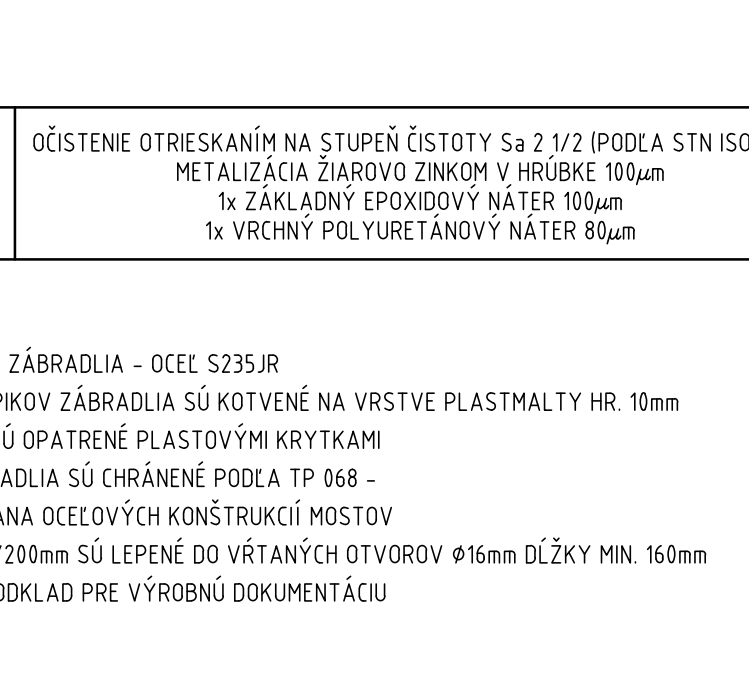 OČISTENIE OTRIESKANÍM NA STUPEŇ ČISTOTY Sa 2 1/2 (PODĽA STN ISO
METALIZÁCIA ŽIAROVO ZINKOM V HRÚBKE 100µm
1x ZÁKLADNÝ EPOXIDOVÝ NÁTER 100µm
1x VRCHNÝ POLYURETÁNOVÝ NÁTER 80µm
ZÁBRADLIA - OCEĽ S235JR
PIKOV ZÁBRADLIA SÚ KOTVENÉ NA VRSTVE PLASTMALTY HR. 10mm
Ú OPATRENÉ PLASTOVÝMI KRYTKAMI
ADLIA SÚ CHRÁNENÉ PODĽA TP 068 -
ANA OCEĽOVÝCH KONŠTRUKCIÍ MOSTOV
/200mm SÚ LEPENÉ DO VŔTANÝCH OTVOROV Ø16mm DĹŽKY MIN. 160mm
ODKLAD PRE VÝROBNÚ DOKUMENTÁCIU